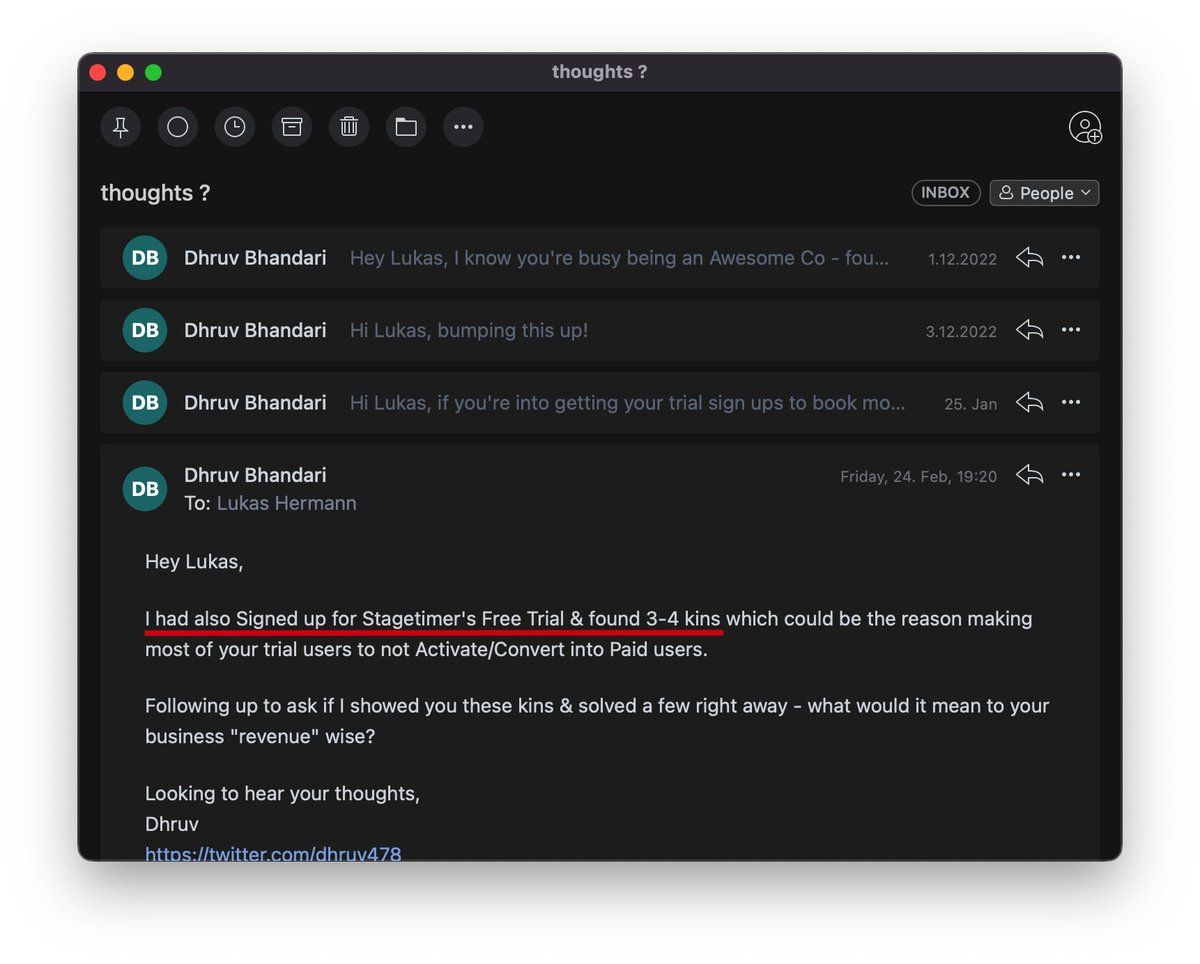 thoughts ?
thoughts ?
INBOX
People
DB
Dhruv Bhandari
Hey Lukas, I know you're busy being an Awesome Co - fou...
1.12.2022
DB
Dhruv Bhandari
Hi Lukas, bumping this up!
3.12.2022
DB
Dhruv Bhandari
Hi Lukas, if you're into getting your trial sign ups to book mo...
25. Jan
DB
Dhruv Bhandari
Friday, 24. Feb, 19:20
To: Lukas Hermann
Hey Lukas,
I had also Signed up for Stagetimer's Free Trial & found 3-4 kins which could be the reason making
most of your trial users to not Activate/Convert into Paid users.
Following up to ask if I showed you these kins & solved a few right away - what would it mean to your
business "revenue" wise?
Looking to hear your thoughts,
Dhruv
https://twitter.com/dhruv478